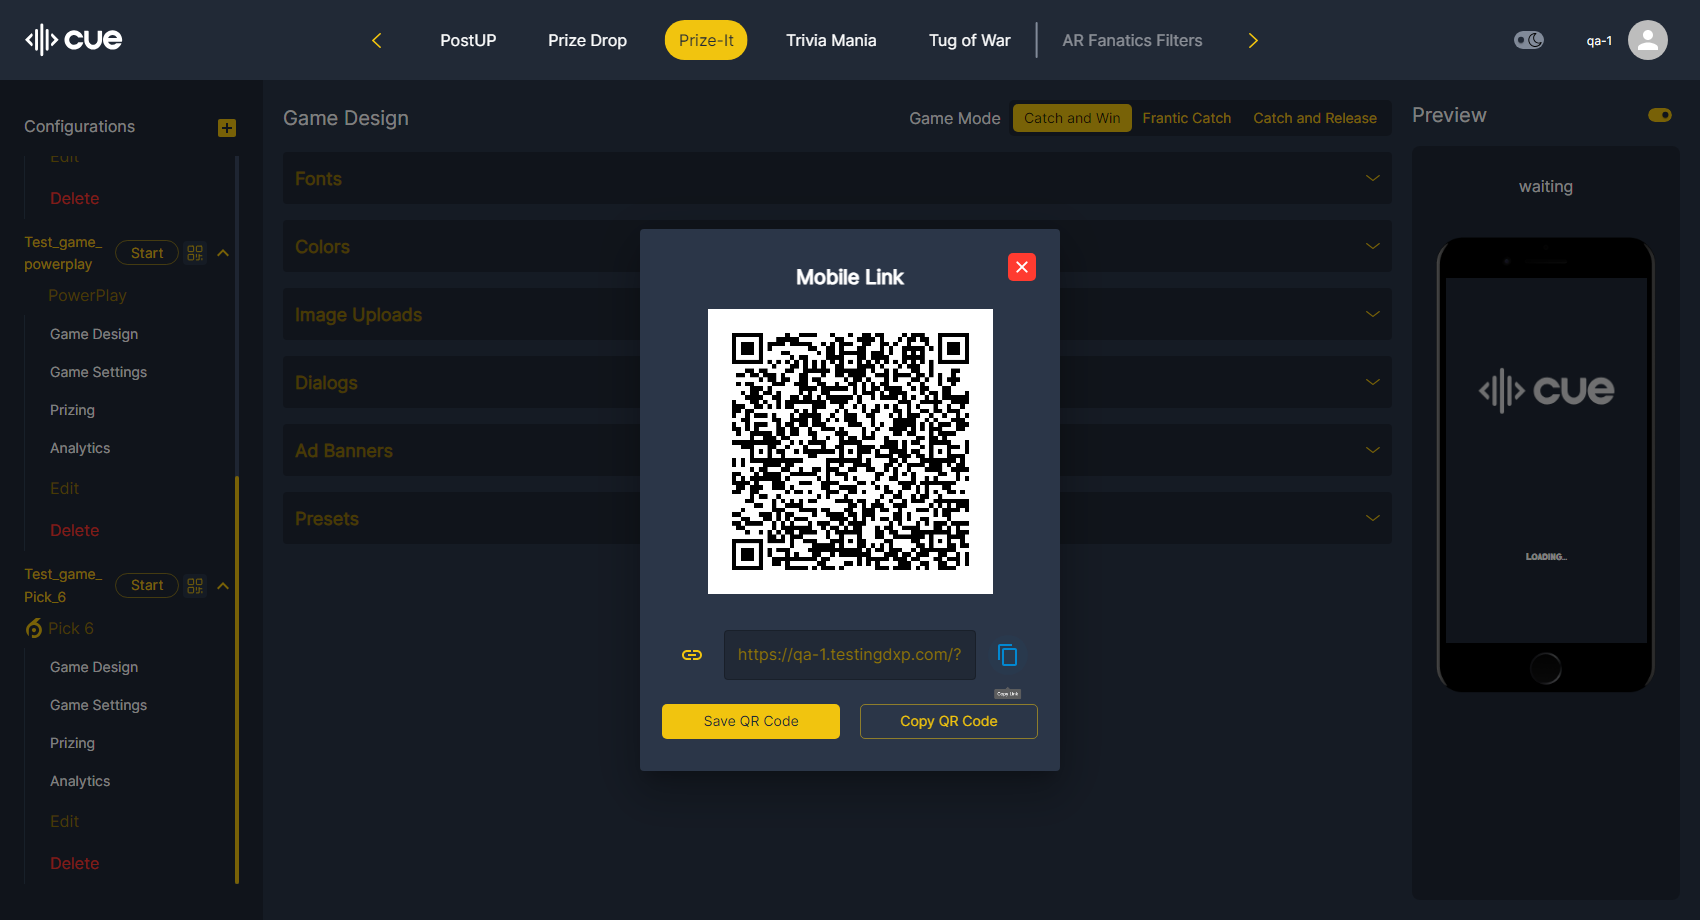 cue
PostUP
Prize Drop
Prize-It
Trivia Mania
Tug of War
AR Fanatics Filters
qa-1
Configurations
Edit
Delete
Test_game_
powerplay
Start
PowerPlay
Game Design
Game Settings
Prizing
Analytics
Edit
Delete
Test_game_
Pick_6
Start
Pick 6
Game Design
Game Settings
Prizing
Analytics
Edit
Delete
Game Design
Game Mode
Catch and Win
Frantic Catch
Catch and Release
Fonts
Colors
Image Uploads
Dialogs
Ad Banners
Presets
Mobile Link
https://qa-1.testingdxp.com/?
Copy Link
Save QR Code
Copy QR Code
Preview
waiting
cue
LOADING...